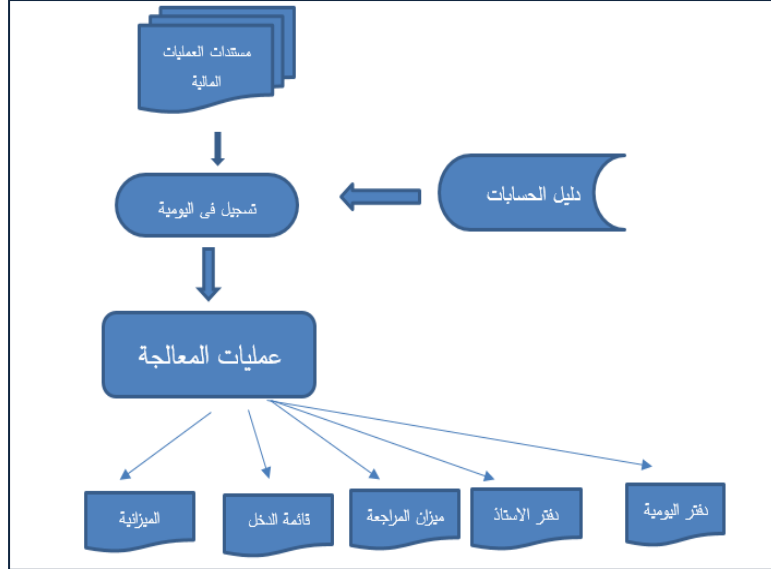 مستندات العمليات
المالية
تسجيل فى اليومية
دليل الحسابات
عمليات المعالجة
دفتر اليومية
دفتر الاستاذ
ميزان المراجعة
قائمة الدخل
الميزانية